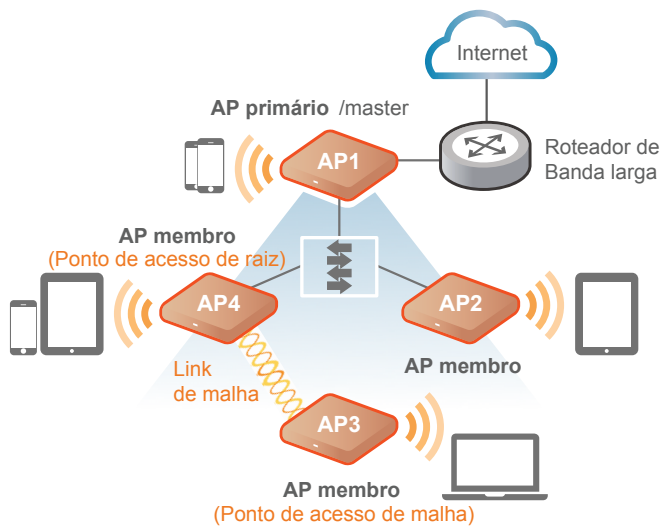 Internet
AP primário /master
AP1
Roteador de
Banda larga
AP membro
(Ponto de acesso de raiz)
AP4
AP2
Link
de malha
AP membro
AP3
AP membro
(Ponto de acesso de malha)